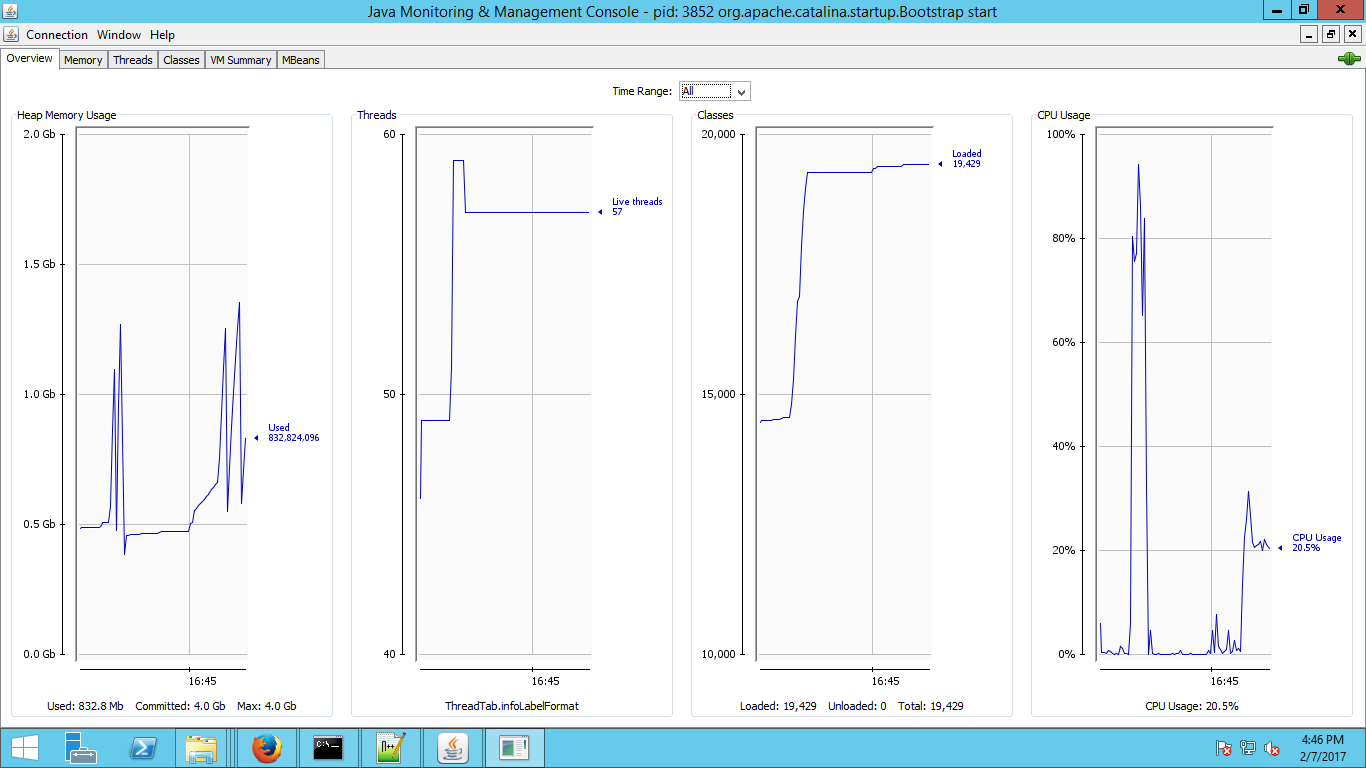 Java Monitoring & Management Console - pid: 3852 org.apache.catalina.startup.Bootstrap start
Connection Window Help
Overview Memory Threads Classes VM Summary MBeans
Time Range: All
Heap Memory Usage
2.0 Gb
1.5 Gb
1.0 Gb
0.5 Gb
0.0 Gb
Used
832,824,096
16:45
Used: 832.8 Mb Committed: 4.0 Gb Max: 4.0 Gb
Threads
60
50
40
Live threads
57
16:45
ThreadTab.infoLabelFormat
Classes
20,000
15,000
10,000
Loaded
19,429
16:45
Loaded: 19,429 Unloaded: 0 Total: 19,429
CPU Usage
100%
80%
60%
40%
20%
0%
CPU Usage
20.5%
16:45
CPU Usage: 20.5%
4:46 PM
2/7/2017